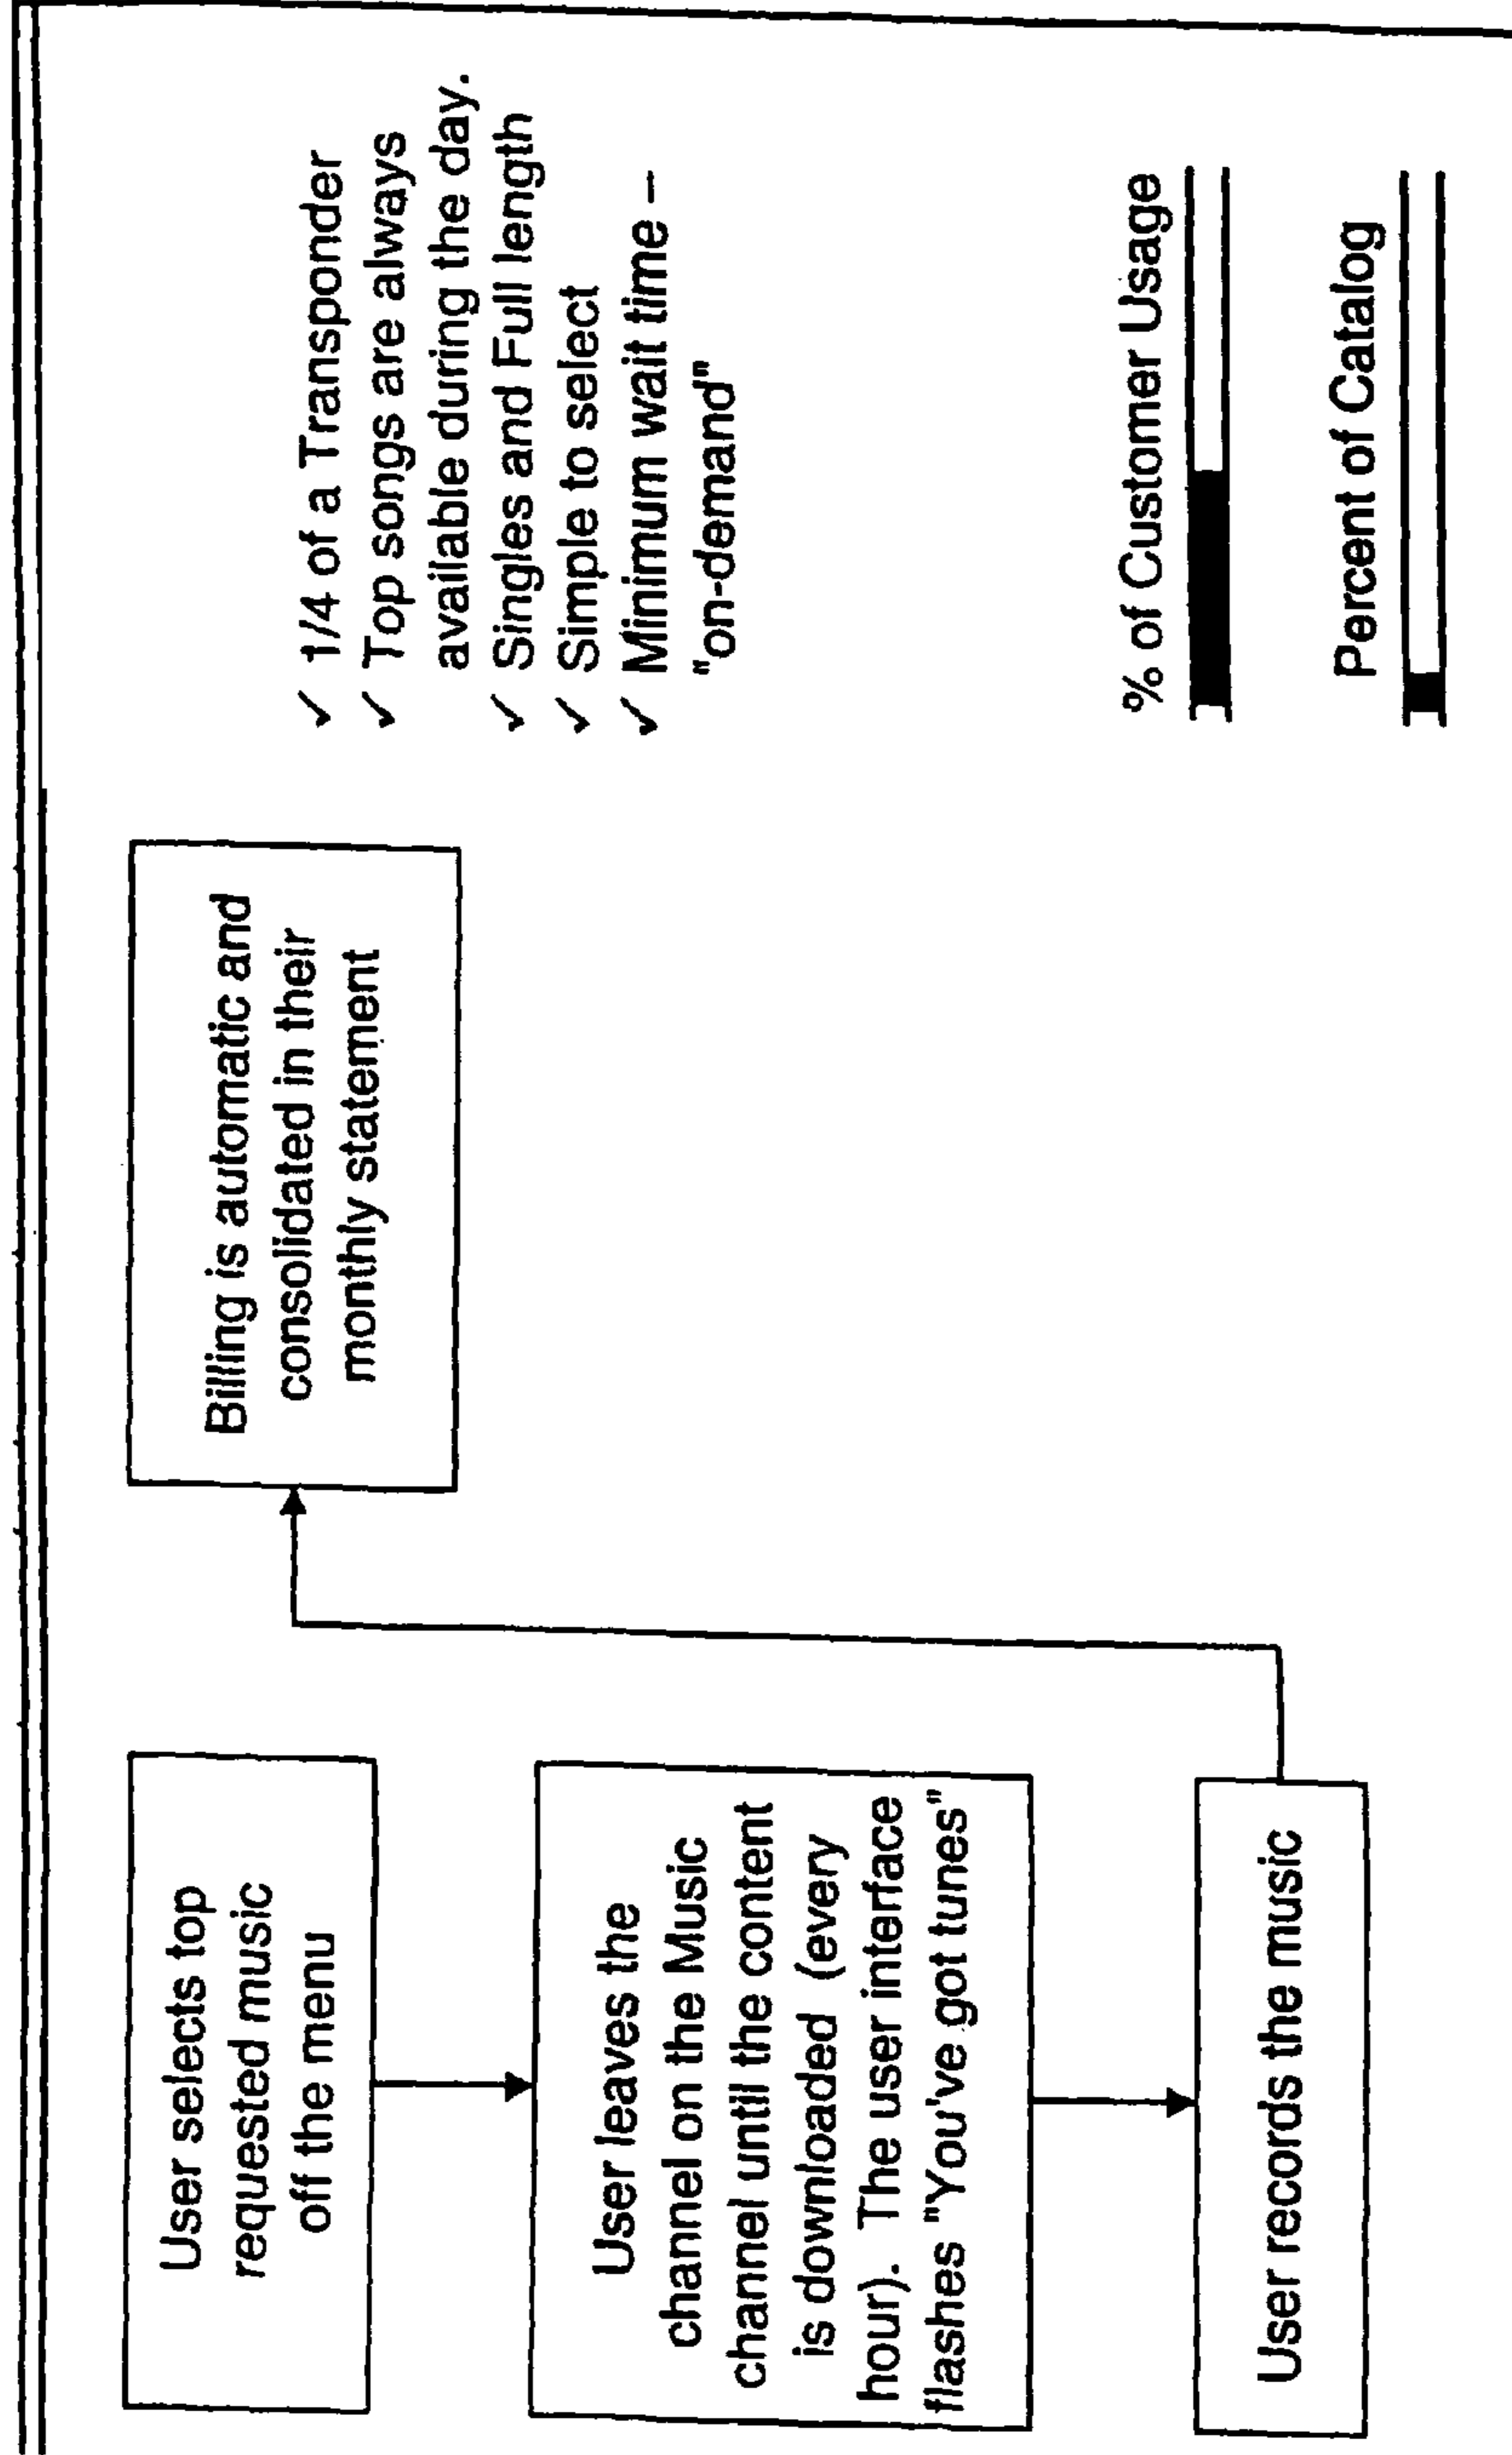 User selects top
requested music
off the menu
User leaves the
channel on the Music
channel until the content
is downloaded (every
hour). The user interface
flashes "You've got tunes"
User records the music
Billing is automatic and
consolidated in their
monthly statement
✓ 1/4 of a Transponder
✓ Top songs are always
available during the day.
✓ Singles and Full length
✓ Simple to select
✓ Minimum wait time –
"on-demand"
% of Customer Usage
Percent of Catalog